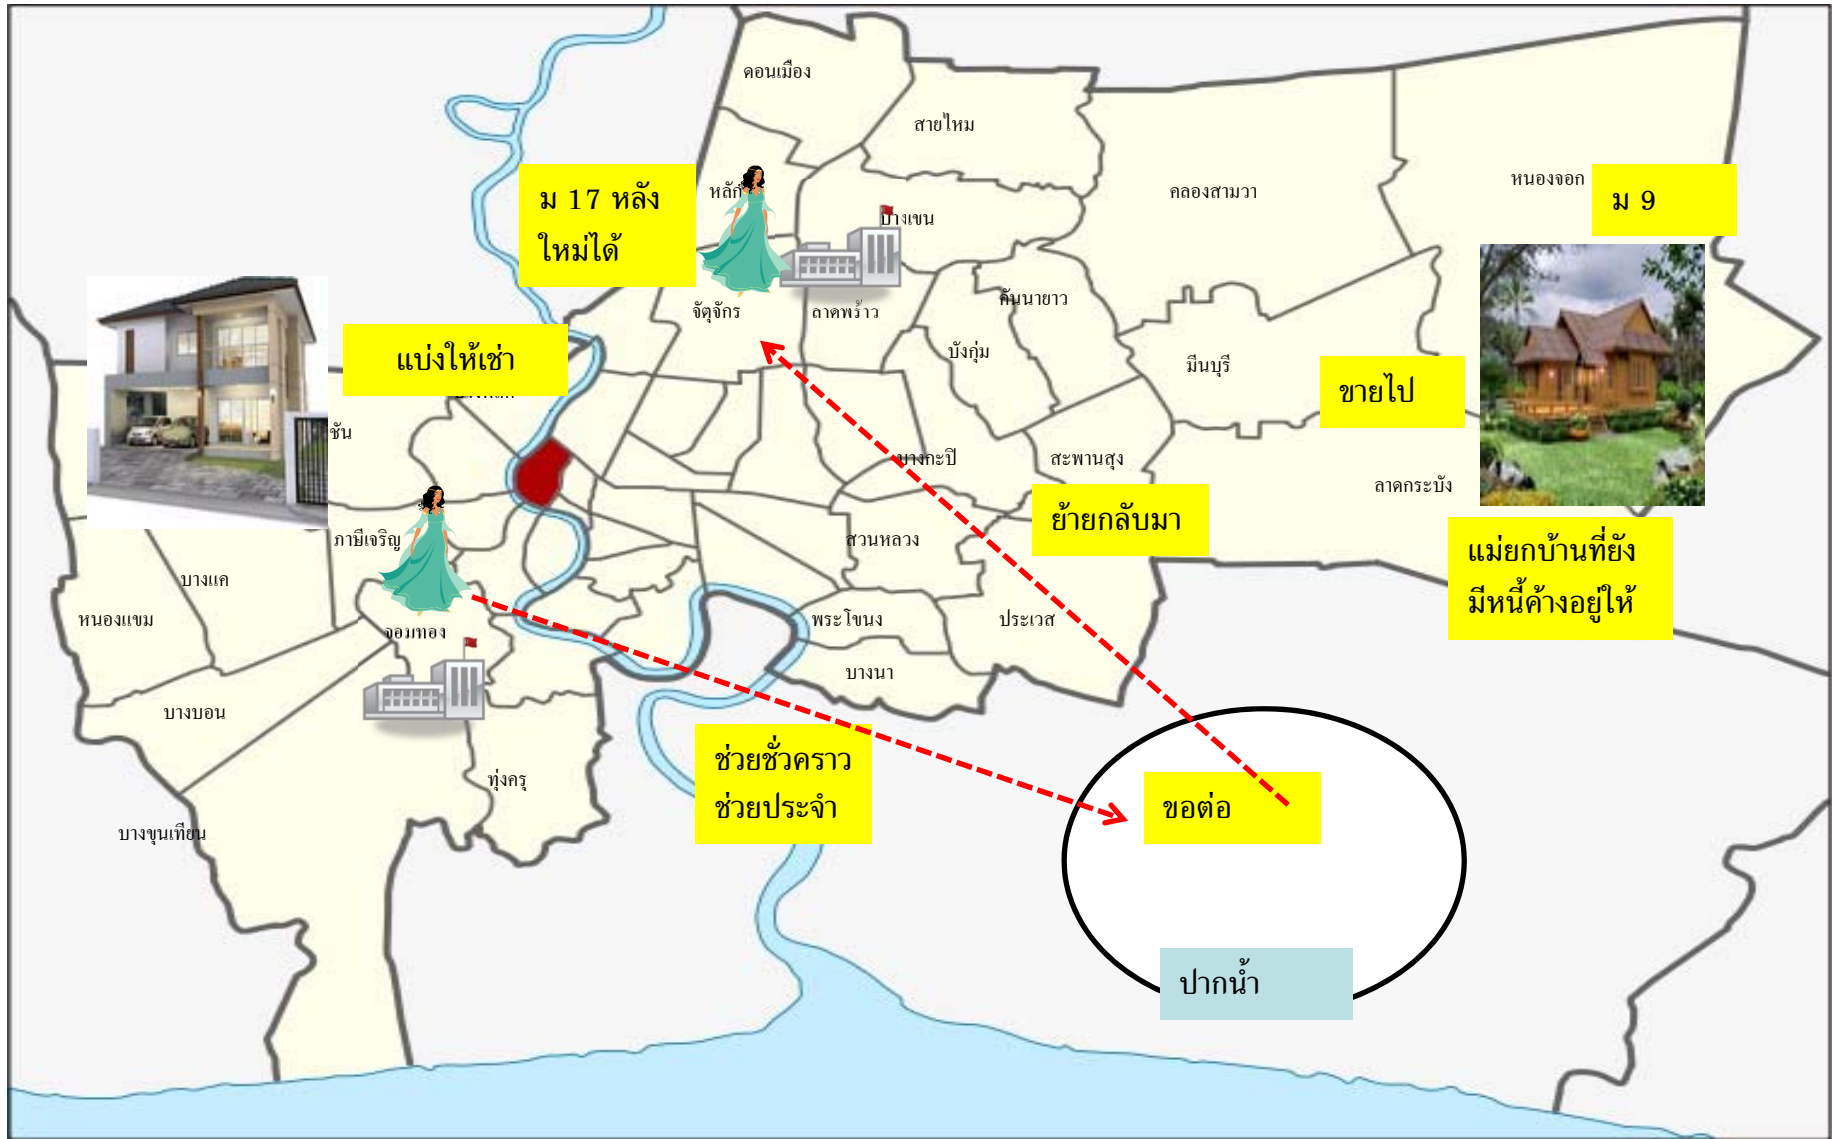 ดอนเมือง
สายไหม
หนองจอก
คลองสามวา
ม 9
ม 17 หลัง
ใหม่ได้
หลัก
บางเขน
จัตุจักร
ลาดพร้าว
คันนายาว
บังกุ่ม
มีนบุรี
แบ่งให้เช่า
ขายไป
ชัน
บางกะปิ
สะพานสุง
ลาดกระบัง
ย้ายกลับมา
ภาษีเจริญ
สวนหลวง
แม่ยกบ้านที่ยัง
มีหนี้ค้างอยู่ให้
บางแค
หนองแขม
จอมทอง
พระโขนง
ประเวส
บางนา
บางบอน
ช่วยชั่วคราว
ช่วยประจำ
ทุ่งครุ
ขอต่อ
บางขุนเทียน
ปากน้ำ